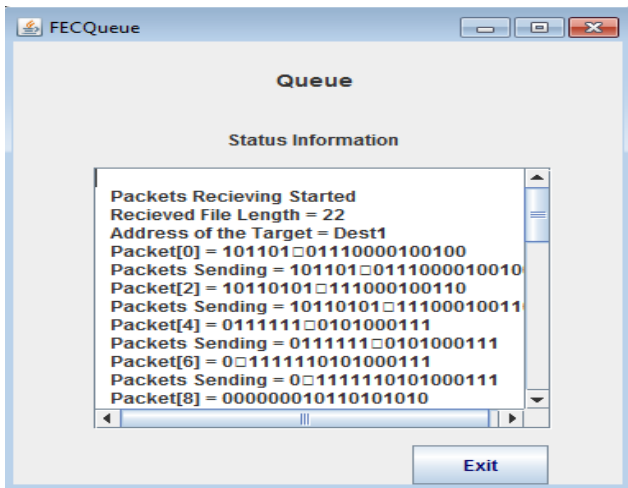 FECQueue
Queue
Status Information
Packets Recieving Started
Recieved File Length = 22
Address of the Target = Dest1
Packet[0] = 101101□01110000100100
Packets Sending = 101101□0111000010010
Packet[2] = 10110101□111000100110
Packets Sending = 10110101□11100010011
Packet[4] = 0111111□0101000111
Packets Sending = 0111111□0101000111
Packet[6] = 0□1111110101000111
Packets Sending = 0□1111110101000111
Packet[8] = 000000010110101010
Exit